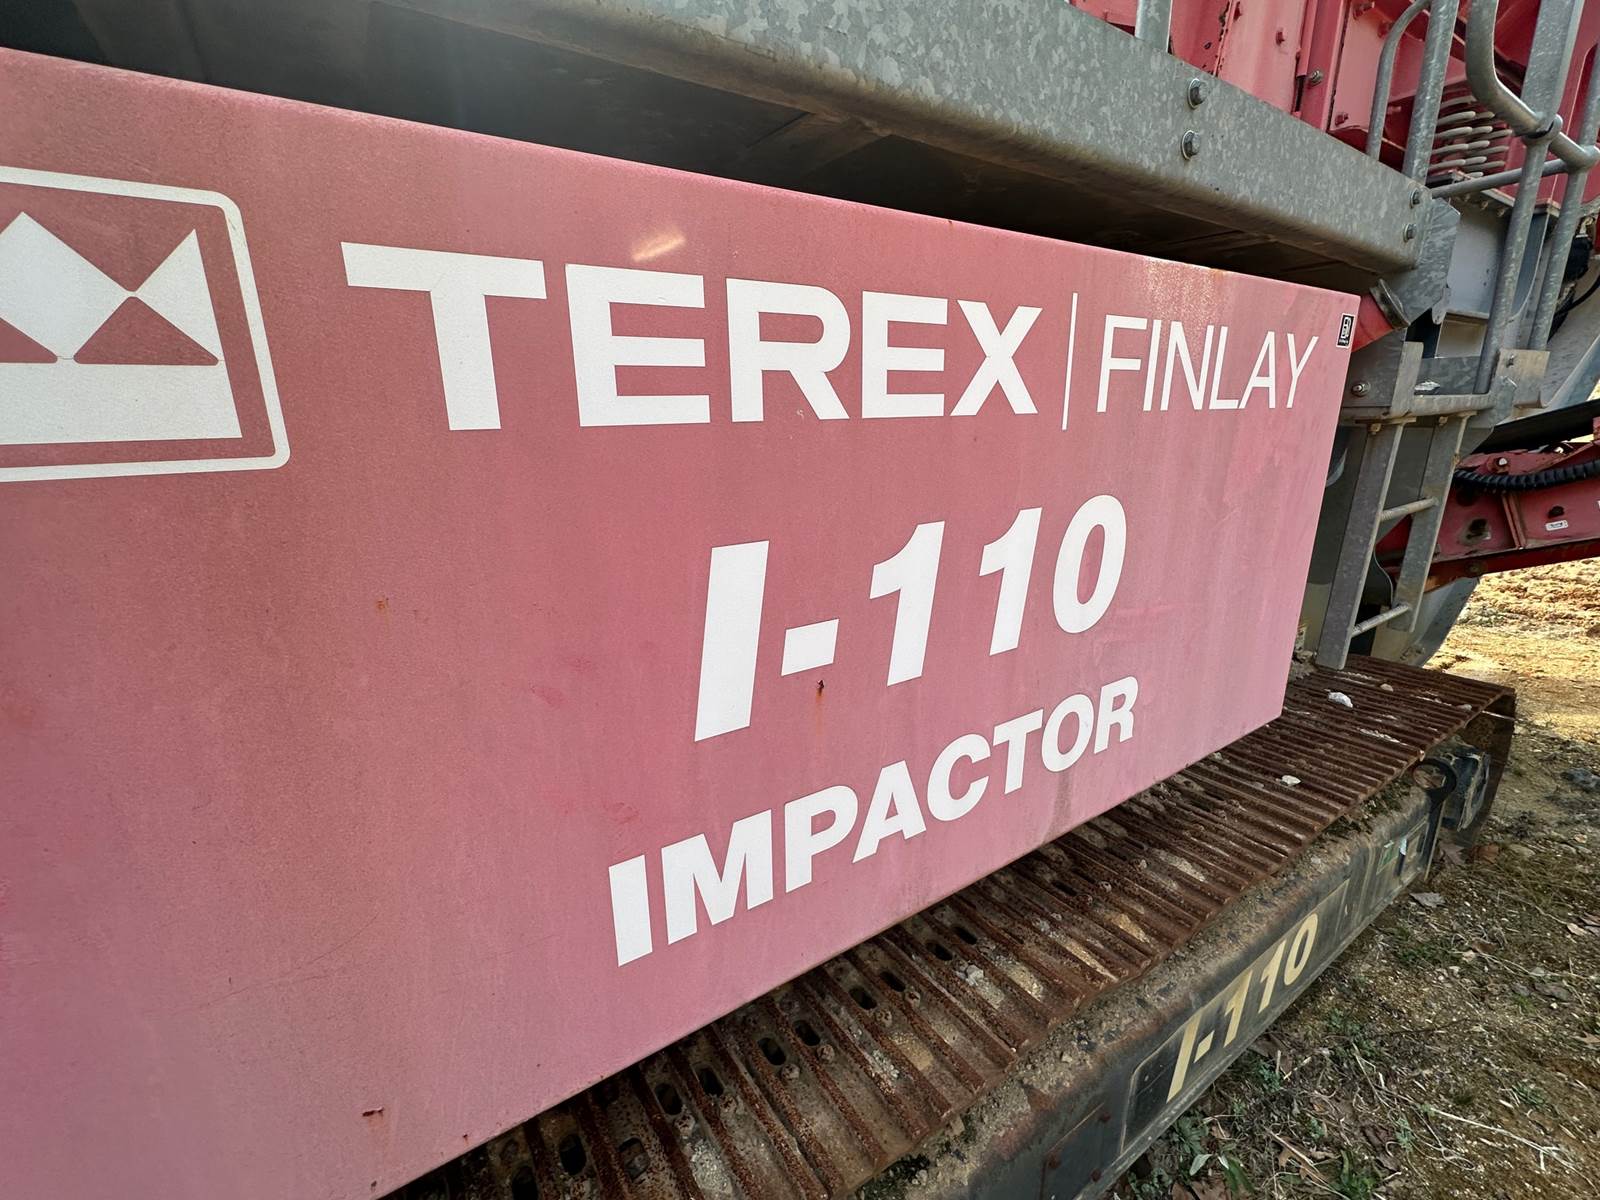 TEREX | FINLAY
I-110
IMPACTOR
I-110